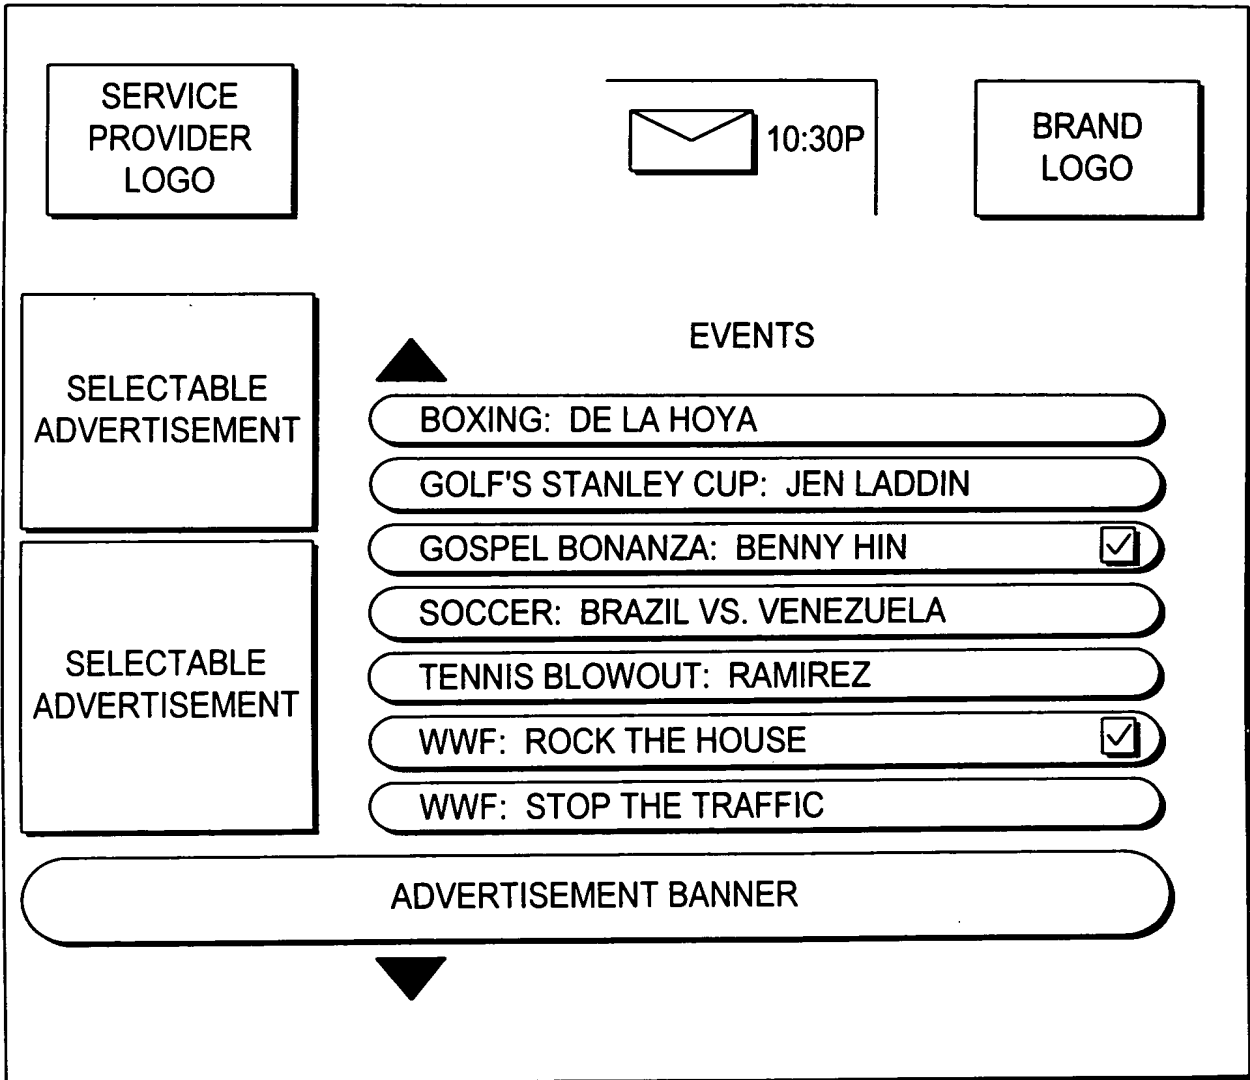 SERVICE
PROVIDER
LOGO
10:30P
BRAND
LOGO
SELECTABLE
ADVERTISEMENT
SELECTABLE
ADVERTISEMENT
EVENTS
BOXING: DE LA HOYA
GOLF'S STANLEY CUP: JEN LADDIN
GOSPEL BONANZA: BENNY HIN
SOCCER: BRAZIL VS. VENEZUELA
TENNIS BLOWOUT: RAMIREZ
WWF: ROCK THE HOUSE
WWF: STOP THE TRAFFIC
ADVERTISEMENT BANNER